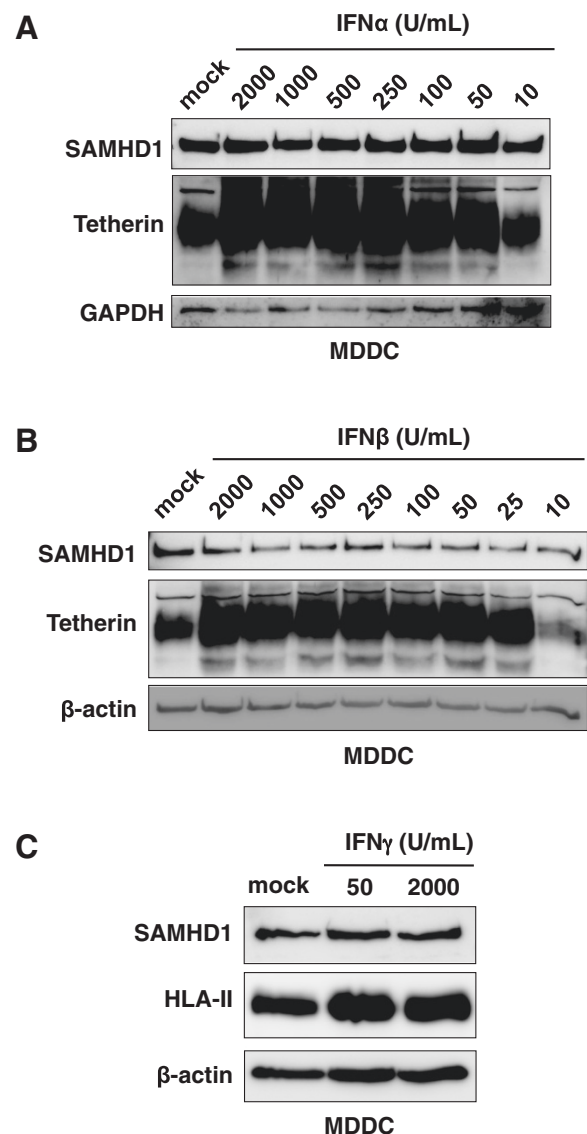 A
IFNα (U/mL)
mock 2000 1000 500 250 100 50 10
SAMHD1
Tetherin
GAPDH
MDDC
B
IFNβ (U/mL)
mock 2000 1000 500 250 100 50 25 10
SAMHD1
Tetherin
β-actin
MDDC
C
IFNγ (U/mL)
mock 50 2000
SAMHD1
HLA-II
β-actin
MDDC